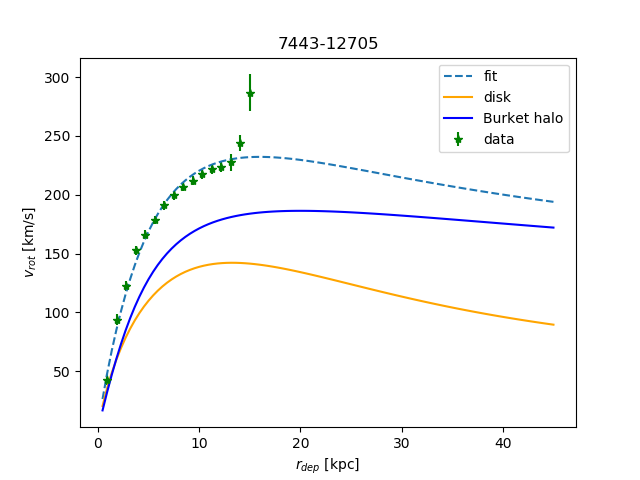 7443-12705
300
250
200
150
100
50
v_rot [km/s]
0 10 20 30 40
r_dep [kpc]
fit
disk
Burket halo
data